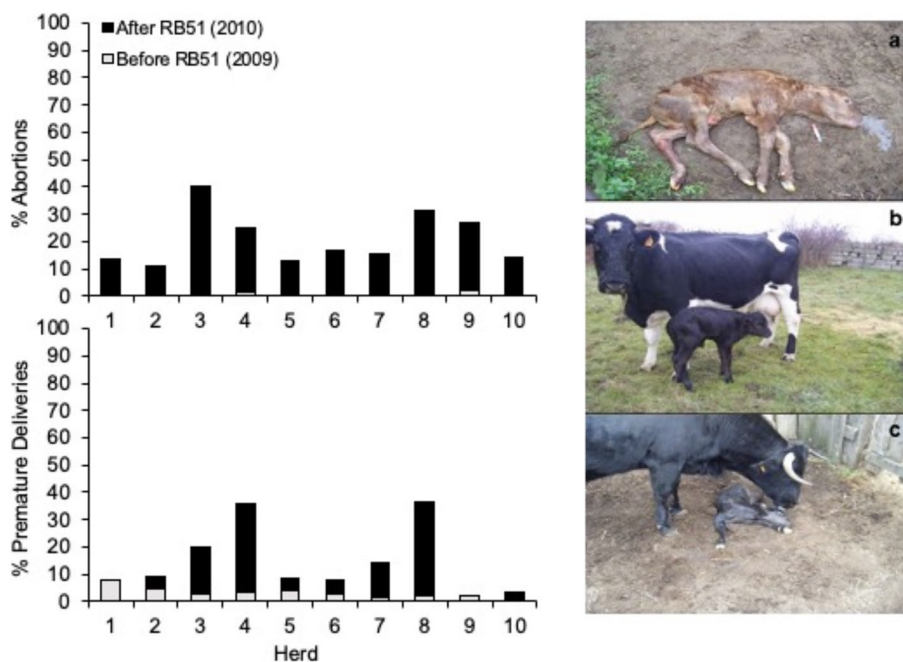 After RB51 (2010)
Before RB51 (2009)
% Abortions
100
90
80
70
60
50
40
30
20
10
0
1 2 3 4 5 6 7 8 9 10
% Premature Deliveries
100
90
80
70
60
50
40
30
20
10
0
1 2 3 4 5 6 7 8 9 10
Herd
a
b
c